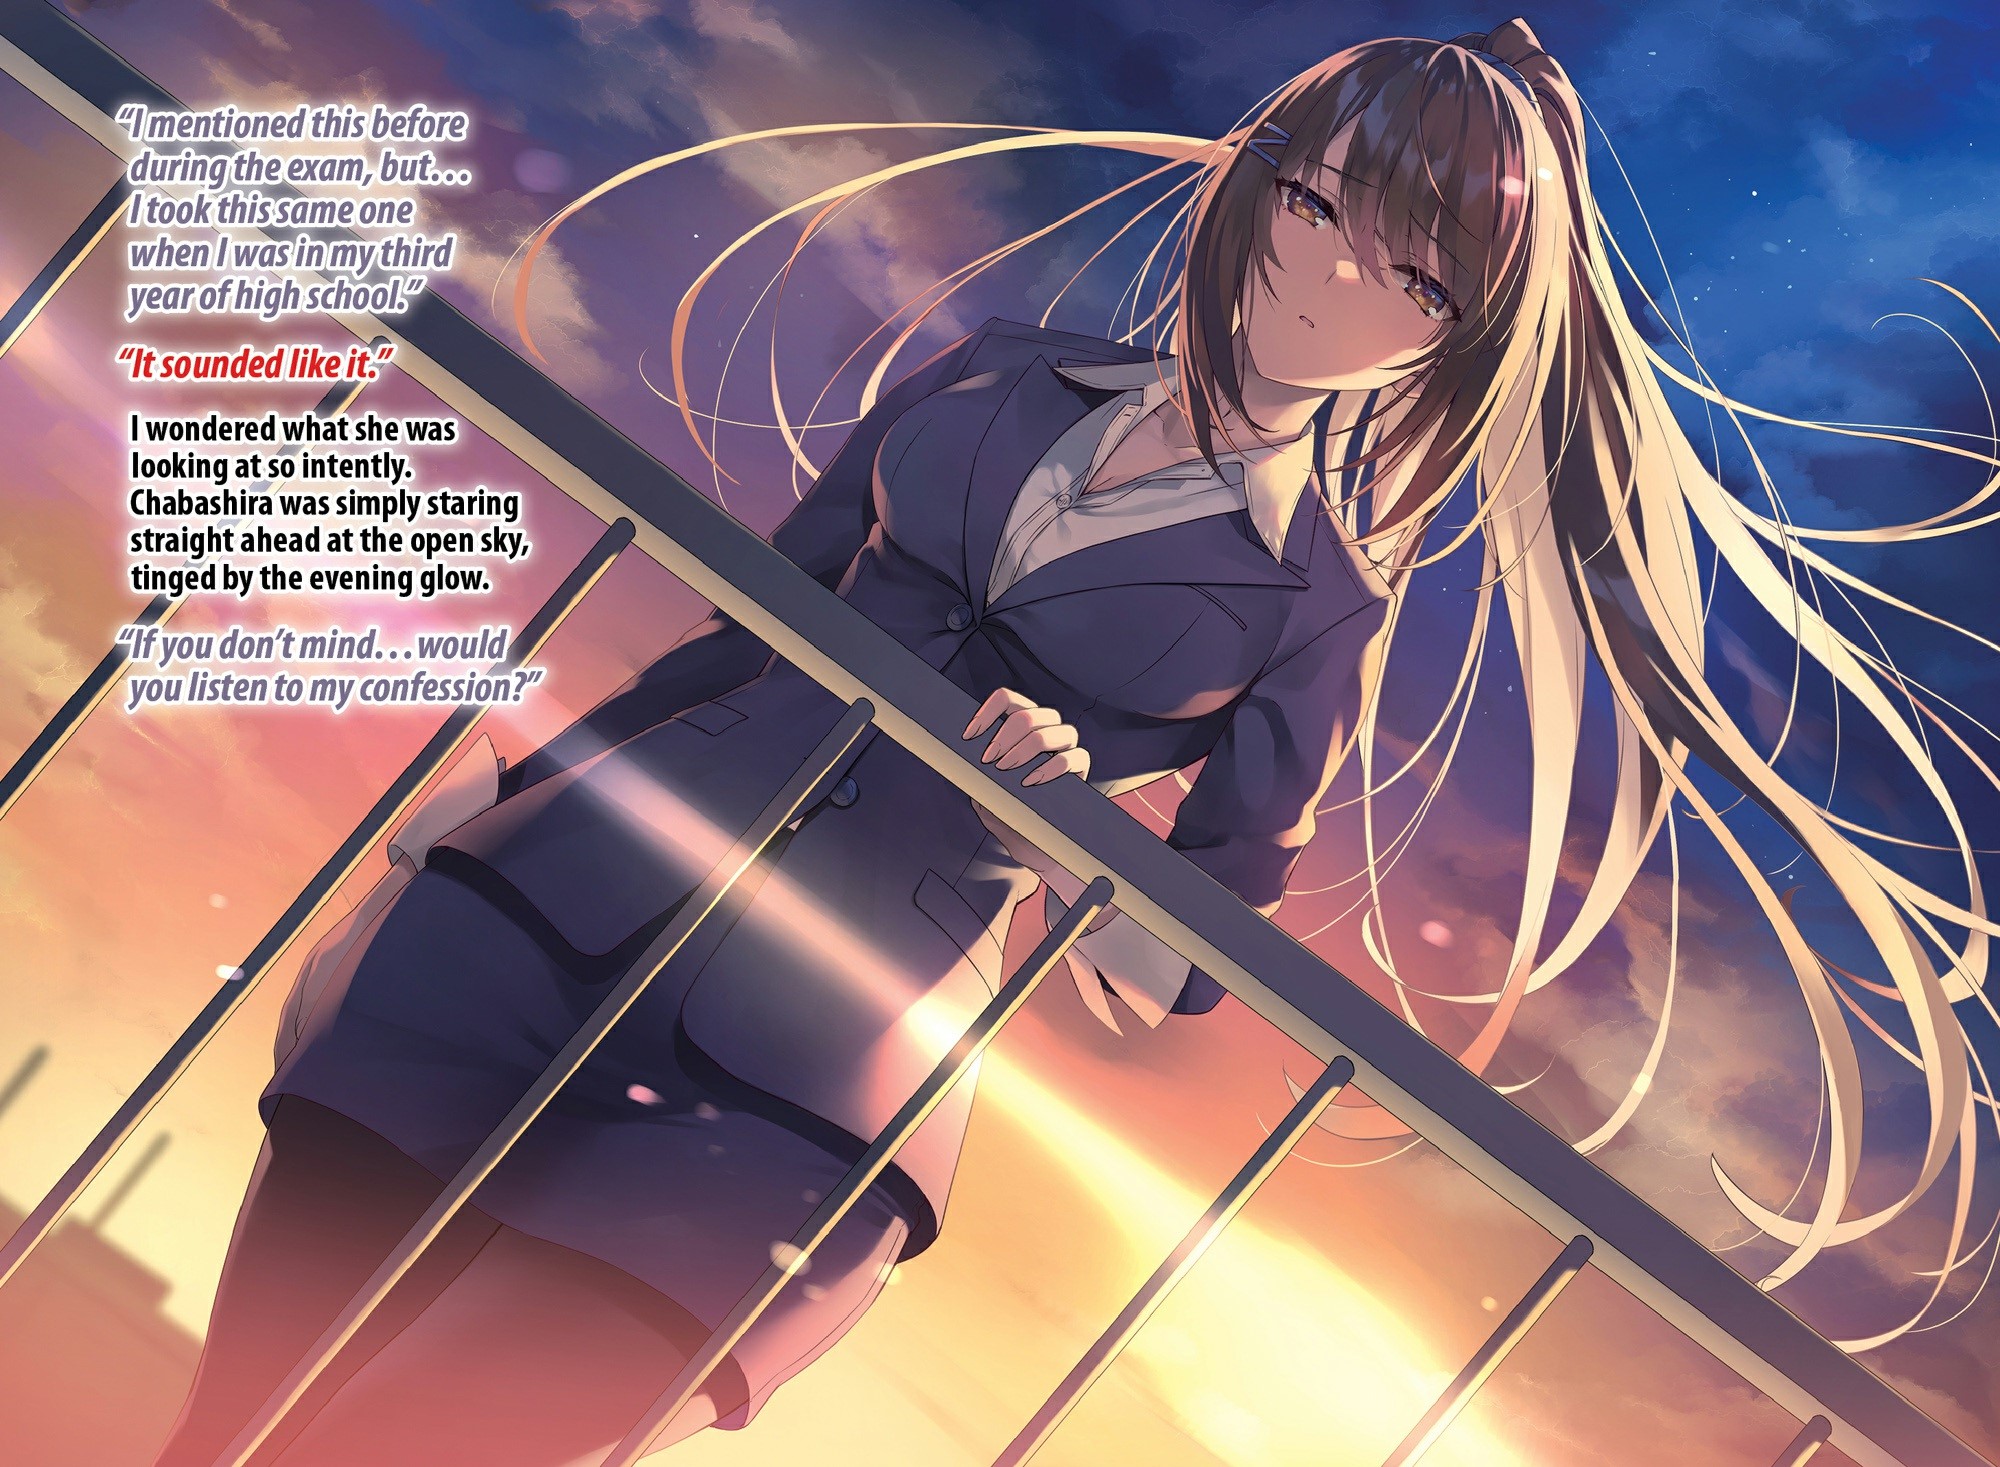 “I mentioned this before
during the exam, but…
I took this same one
when I was in my third
year of high school.”
“It sounded like it.”
I wondered what she was
looking at so intently.
Chabashira was simply staring
straight ahead at the open sky,
tinged by the evening glow.
“If you don’t mind…would
you listen to my confession?”